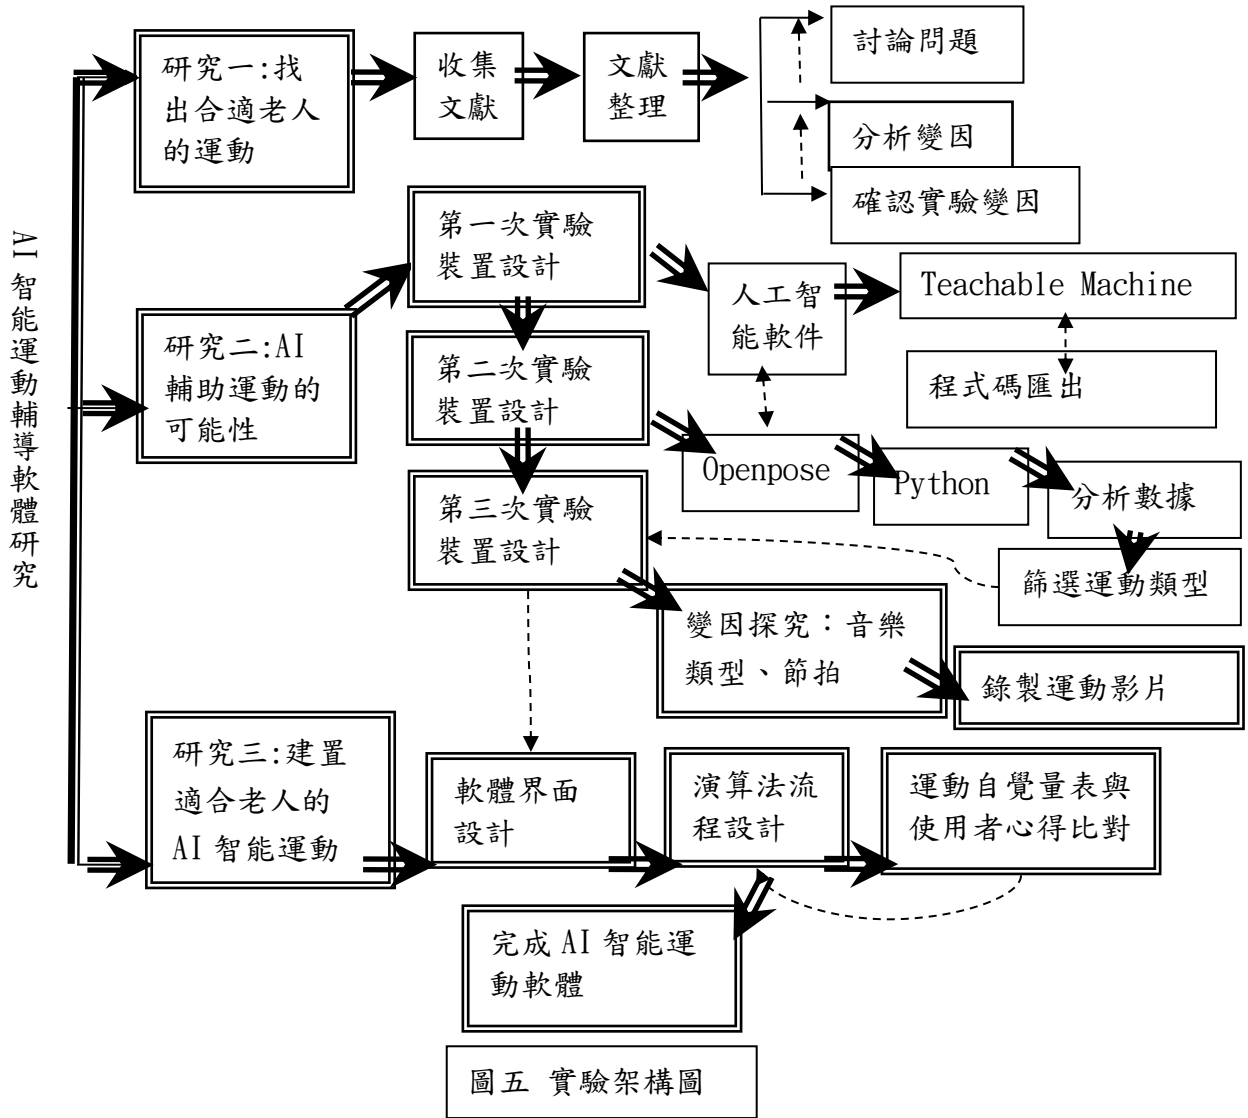 AI智能運動輔導軟體研究
研究一:找
出合適老人
的運動
收集
文獻
文獻
整理
討論問題
分析變因
確認實驗變因
研究二:AI
輔助運動的
可能性
第一次實驗
裝置設計
人工智
能軟件
Teachable Machine
程式碼匯出
第二次實驗
裝置設計
Openpose
Python
分析數據
篩選運動類型
第三次實驗
裝置設計
變因探究：音樂
類型、節拍
錄製運動影片
研究三:建置
適合老人的
AI 智能運動
軟體界面
設計
演算法流
程設計
運動自覺量表與
使用者心得比對
完成 AI 智能運
動軟體
圖五 實驗架構圖